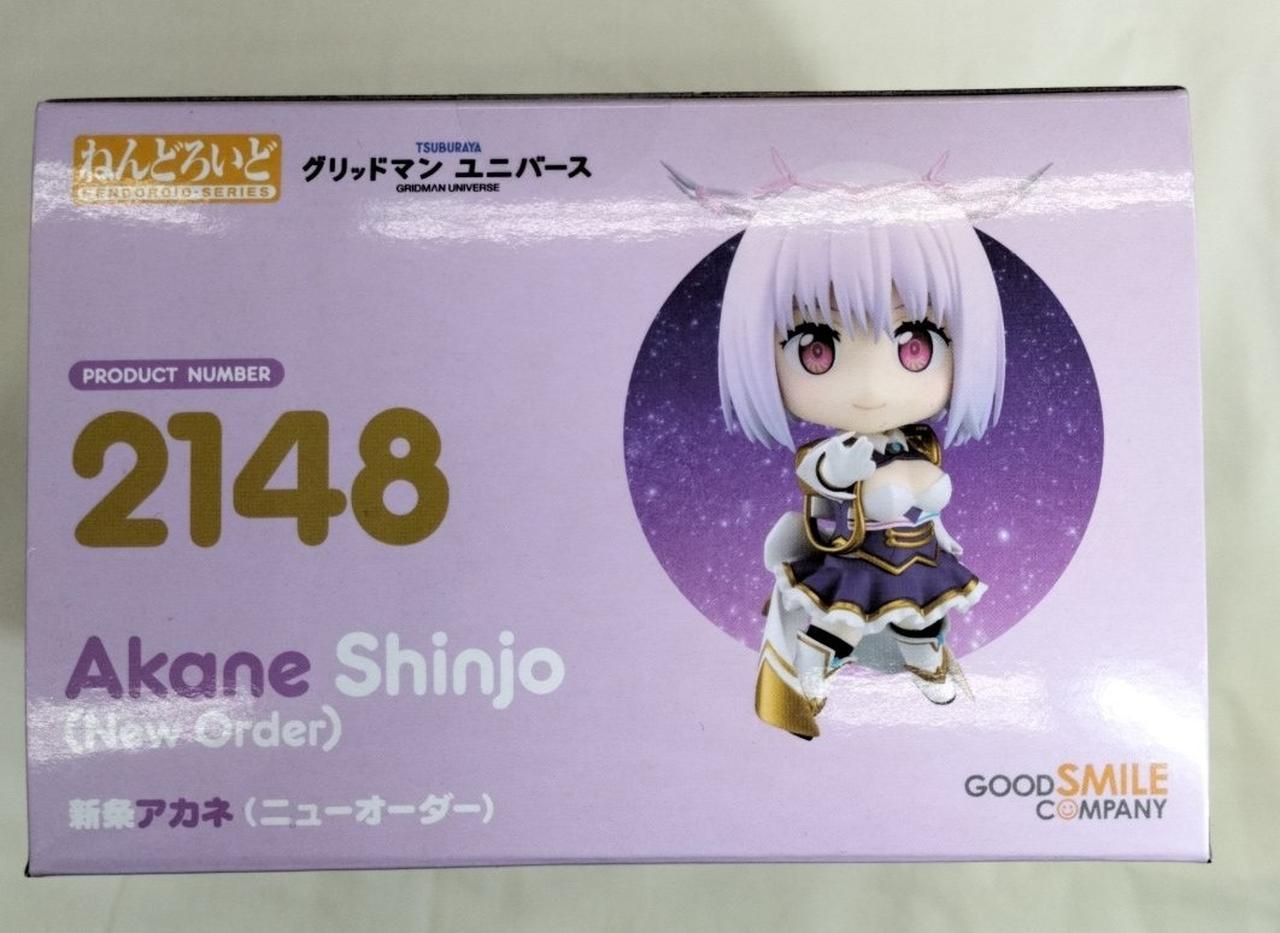 ねんどろいど
NENDOROID·SERIES
TSUBURAYA
グリッドマン ユニバース
GRIDMAN UNIVERSE
PRODUCT NUMBER
2148
Akane Shinjo
(New Order)
新条アカネ(ニューオーダー)
GOOD SMILE
COMPANY